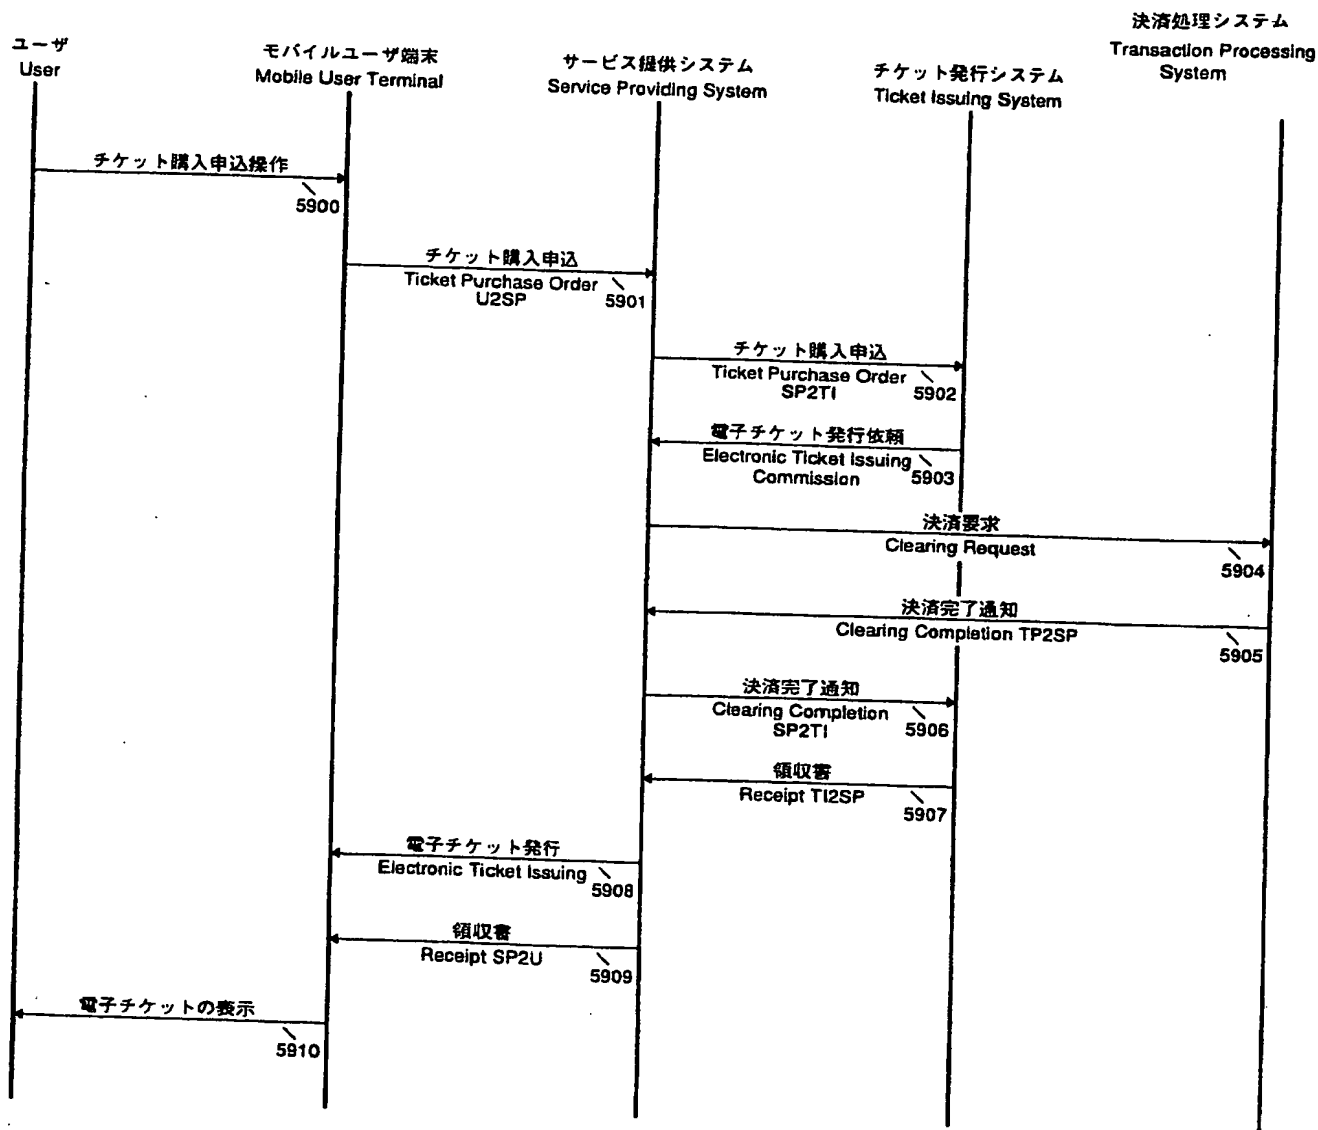 決済処理システム
Transaction Processing
System
ユーザ
User
モバイルユーザ端末
Mobile User Terminal
サービス提供システム
Service Providing System
チケット発行システム
Ticket Issuing System
チケット購入申込操作
5900
チケット購入申込
Ticket Purchase Order
U2SP
5901
チケット購入申込
Ticket Purchase Order
SP2TI
5902
電子チケット発行依頼
Electronic Ticket Issuing
Commission
5903
決済要求
Clearing Request
5904
決済完了通知
Clearing Completion TP2SP
5905
決済完了通知
Clearing Completion
SP2TI
5906
領収書
Receipt TI2SP
5907
電子チケット発行
Electronic Ticket Issuing
5908
領収書
Receipt SP2U
5909
電子チケットの表示
5910